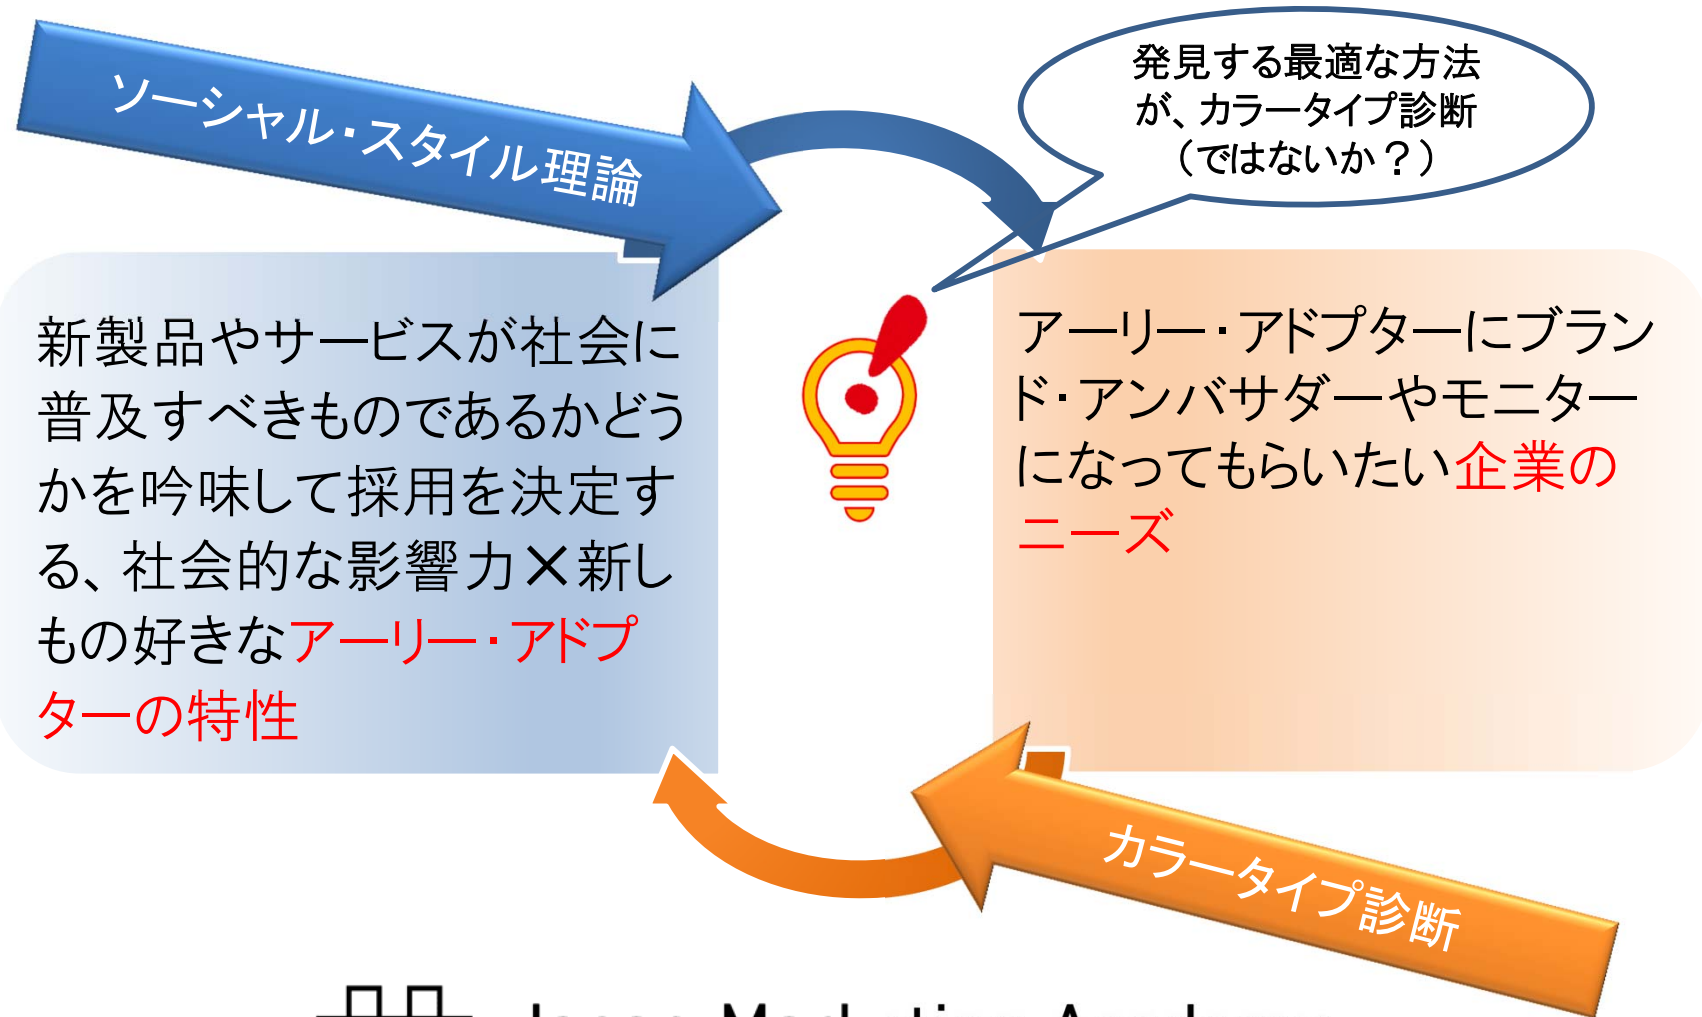 ソーシャル・スタイル理論
発見する最適な方法
が、カラータイプ診断
(ではないか?)
新製品やサービスが社会に
普及すべきものであるかどう
かを吟味して採用を決定す
る、社会的な影響力×新し
もの好きなアーリー・アドプ
ターの特性
アーリー・アドプターにブラン
ド・アンバサダーやモニター
になってもらいたい企業の
ニーズ
カラータイプ診断